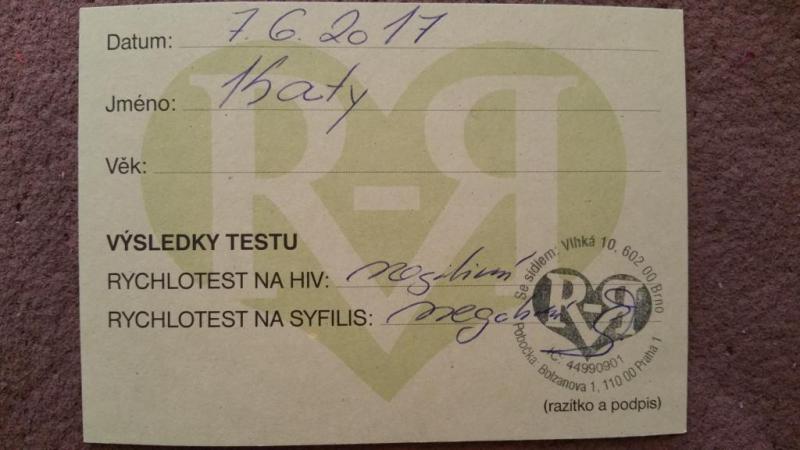 Datum: 7. 6. 2017
Jméno: Katy
Věk:
VÝSLEDKY TESTU
RYCHLOTEST NA HIV: negativní
RYCHLOTEST NA SYFILIS: negativní
Se sídlem: Vlhká 10, 602 00 Brno
R-R
IČ: 44990901
Pobočka: Bolzanova 1, 110 00 Praha 1
(razítko a podpis)